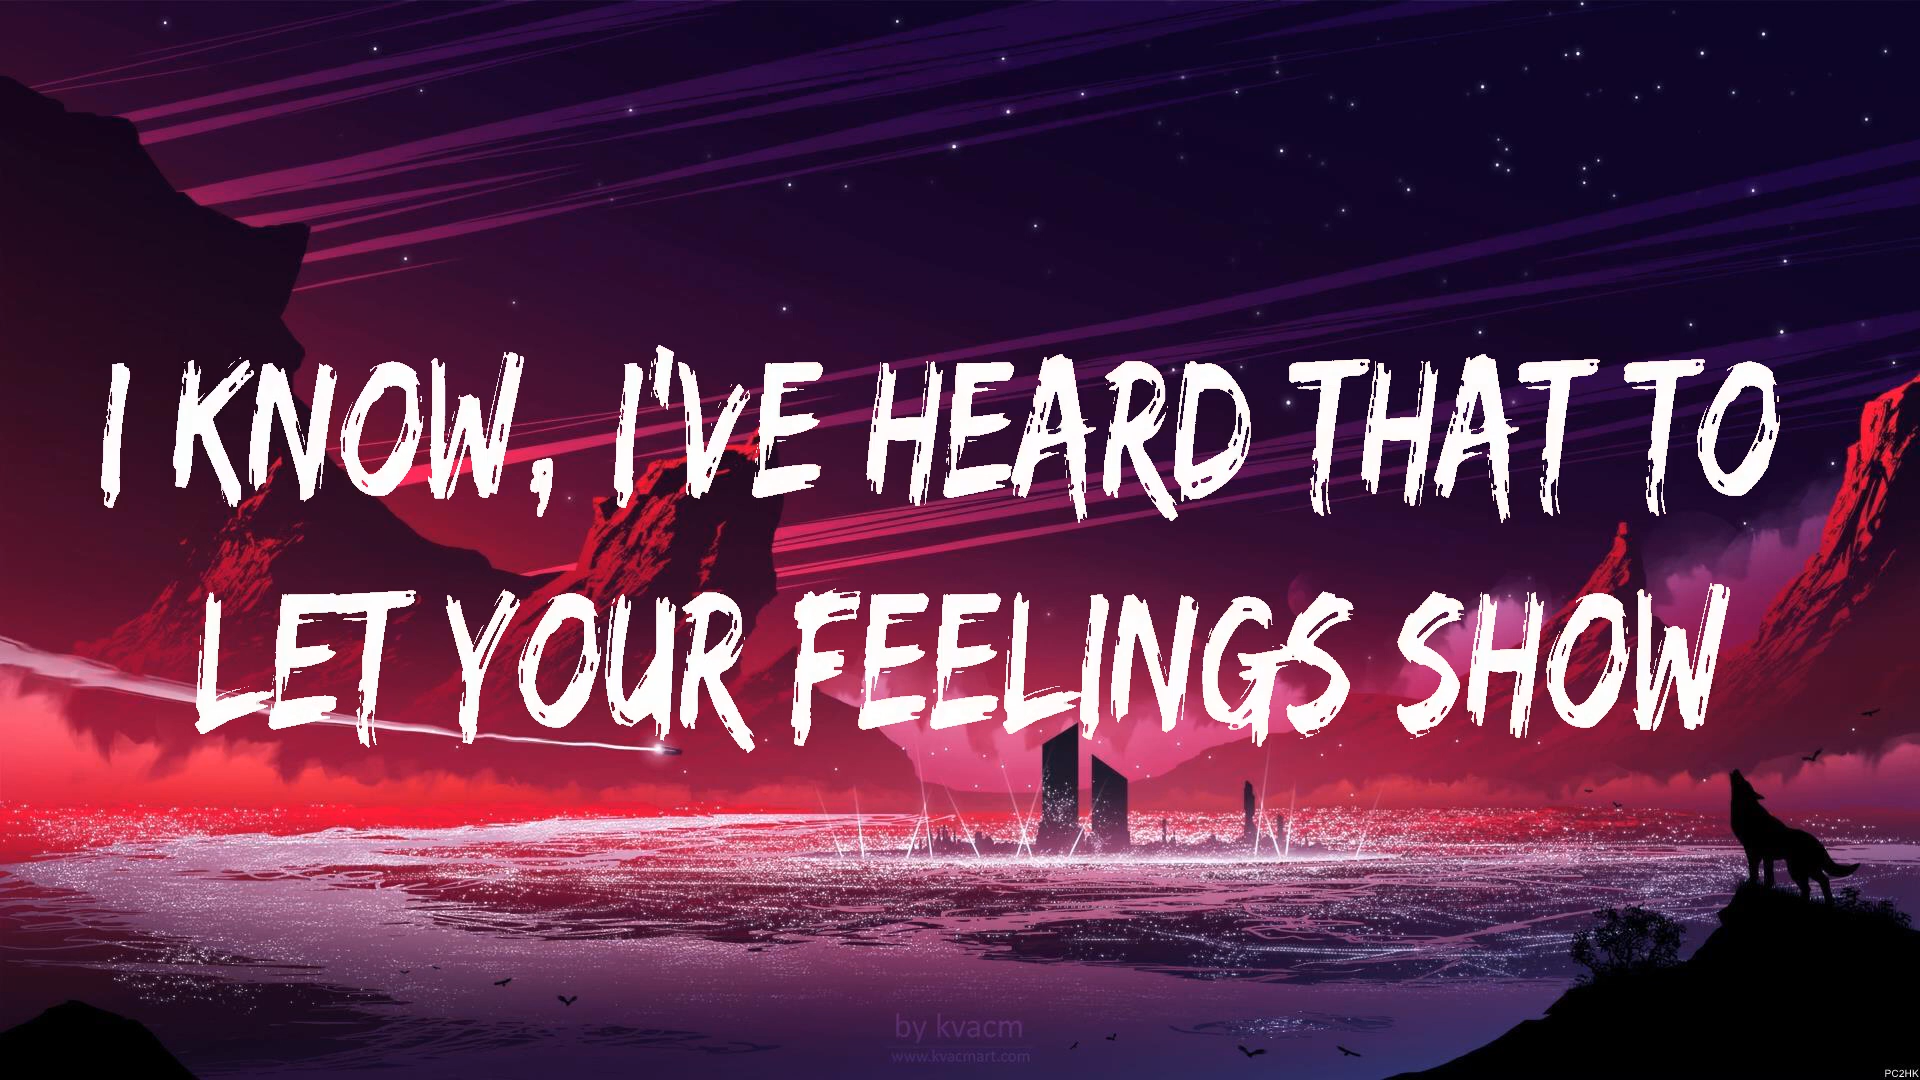 I KNOW, I'VE HEARD THAT TO
LET YOUR FEELINGS SHOW
by kvacm
www.kvacmart.com
PC2HK